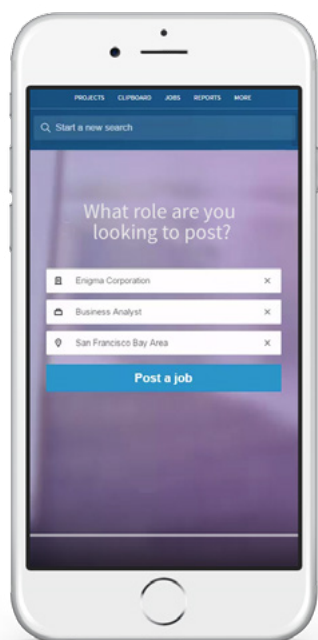 PROJECTS CLIPBOARD JOBS REPORTS MORE
Start a new search
What role are you
looking to post?
Enigma Corporation
Business Analyst
San Francisco Bay Area
Post a job